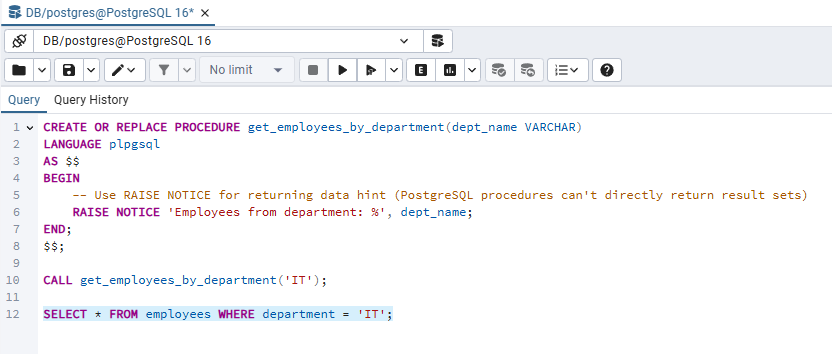 DB/postgres@PostgreSQL 16*
DB/postgres@PostgreSQL 16
No limit
E
Query Query History
1 CREATE OR REPLACE PROCEDURE get_employees_by_department(dept_name VARCHAR)
2 LANGUAGE plpgsql
3 AS $$
4 BEGIN
5     -- Use RAISE NOTICE for returning data hint (PostgreSQL procedures can't directly return result sets)
6     RAISE NOTICE 'Employees from department: %', dept_name;
7 END;
8 $$;
9
10 CALL get_employees_by_department('IT');
11
12 SELECT * FROM employees WHERE department = 'IT';